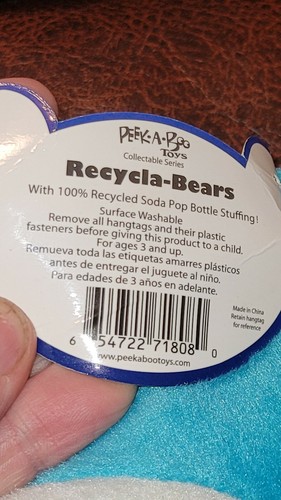 PEEK-A-BOO
TOYS
Collectable Series
Recycla-Bears
With 100% Recycled Soda Pop Bottle Stuffing!
Surface Washable
Remove all hangtags and their plastic
fasteners before giving this product to a child.
For ages 3 and up.
Remueva toda las etiquetas amarres plásticos
antes de entregar el juguete al niño.
Para edades de 3 años en adelante.
Made in China
Retain hangtag
for reference
6 54722 71808 0
www.peekabootoys.com